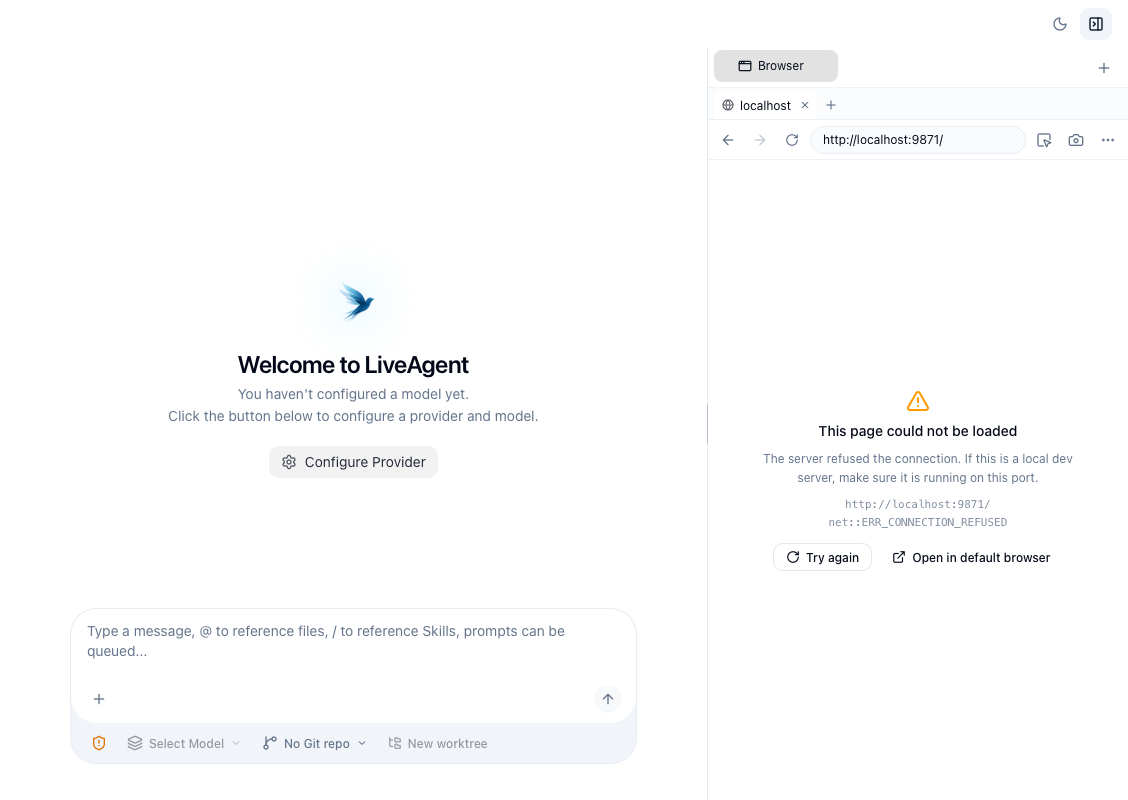 Browser
localhost
http://localhost:9871/
Welcome to LiveAgent
You haven't configured a model yet.
Click the button below to configure a provider and model.
Configure Provider
This page could not be loaded
The server refused the connection. If this is a local dev
server, make sure it is running on this port.
http://localhost:9871/
net::ERR_CONNECTION_REFUSED
Try again
Open in default browser
Type a message, @ to reference files, / to reference Skills, prompts can be
queued...
Select Model
No Git repo
New worktree